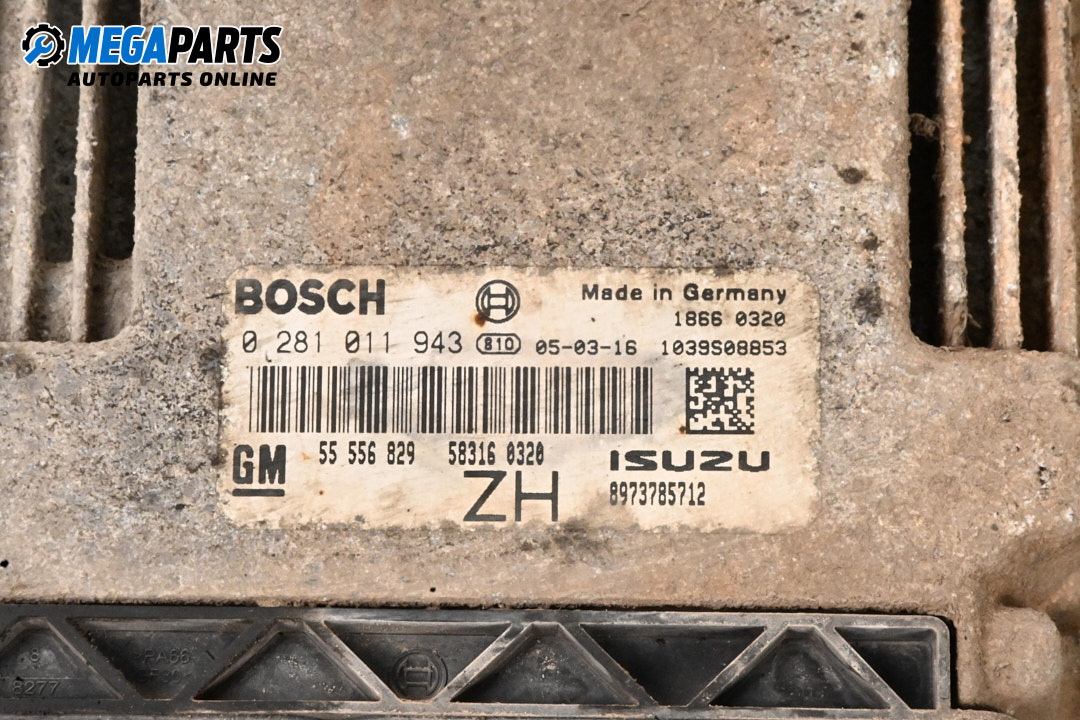 MEGAPARTS
AUTOPARTS ONLINE
BOSCH
Made in Germany
1866 0320
0 281 011 943 810 05-03-16 1039S08853
GM 55 556 829 58316 0320 ISUZU
ZH 8973785712
8277